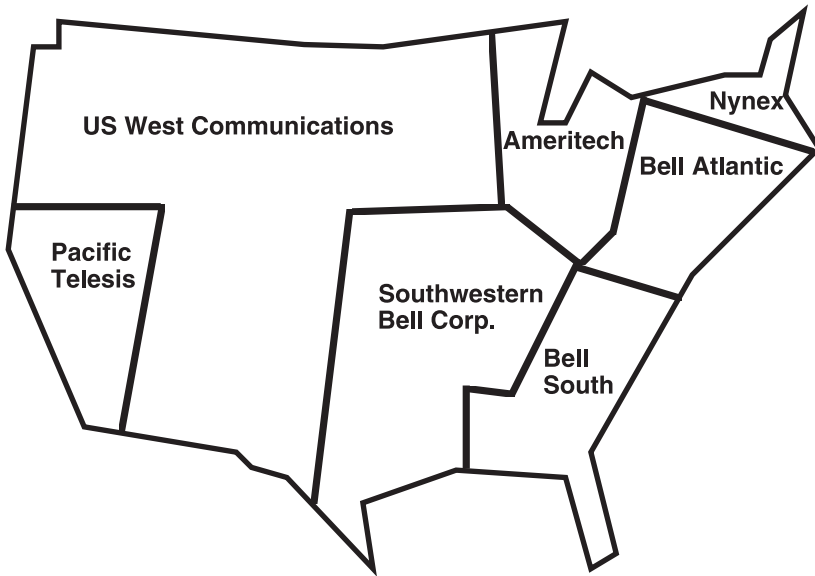 US West Communications
Nynex
Ameritech
Bell Atlantic
Pacific
Telesis
Southwestern
Bell Corp.
Bell
South